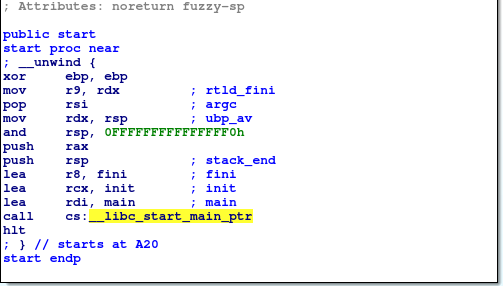 ; Attributes: noreturn fuzzy-sp
public start
start proc near
; __unwind {
xor ebp, ebp
mov r9, rdx ; rtld_fini
pop rsi ; argc
mov rdx, rsp ; ubp_av
and rsp, 0FFFFFFFFFFFFFFF0h
push rax
push rsp ; stack_end
lea r8, fini ; fini
lea rcx, init ; init
lea rdi, main ; main
call cs:__libc_start_main_ptr
hlt
; } // starts at A20
start endp